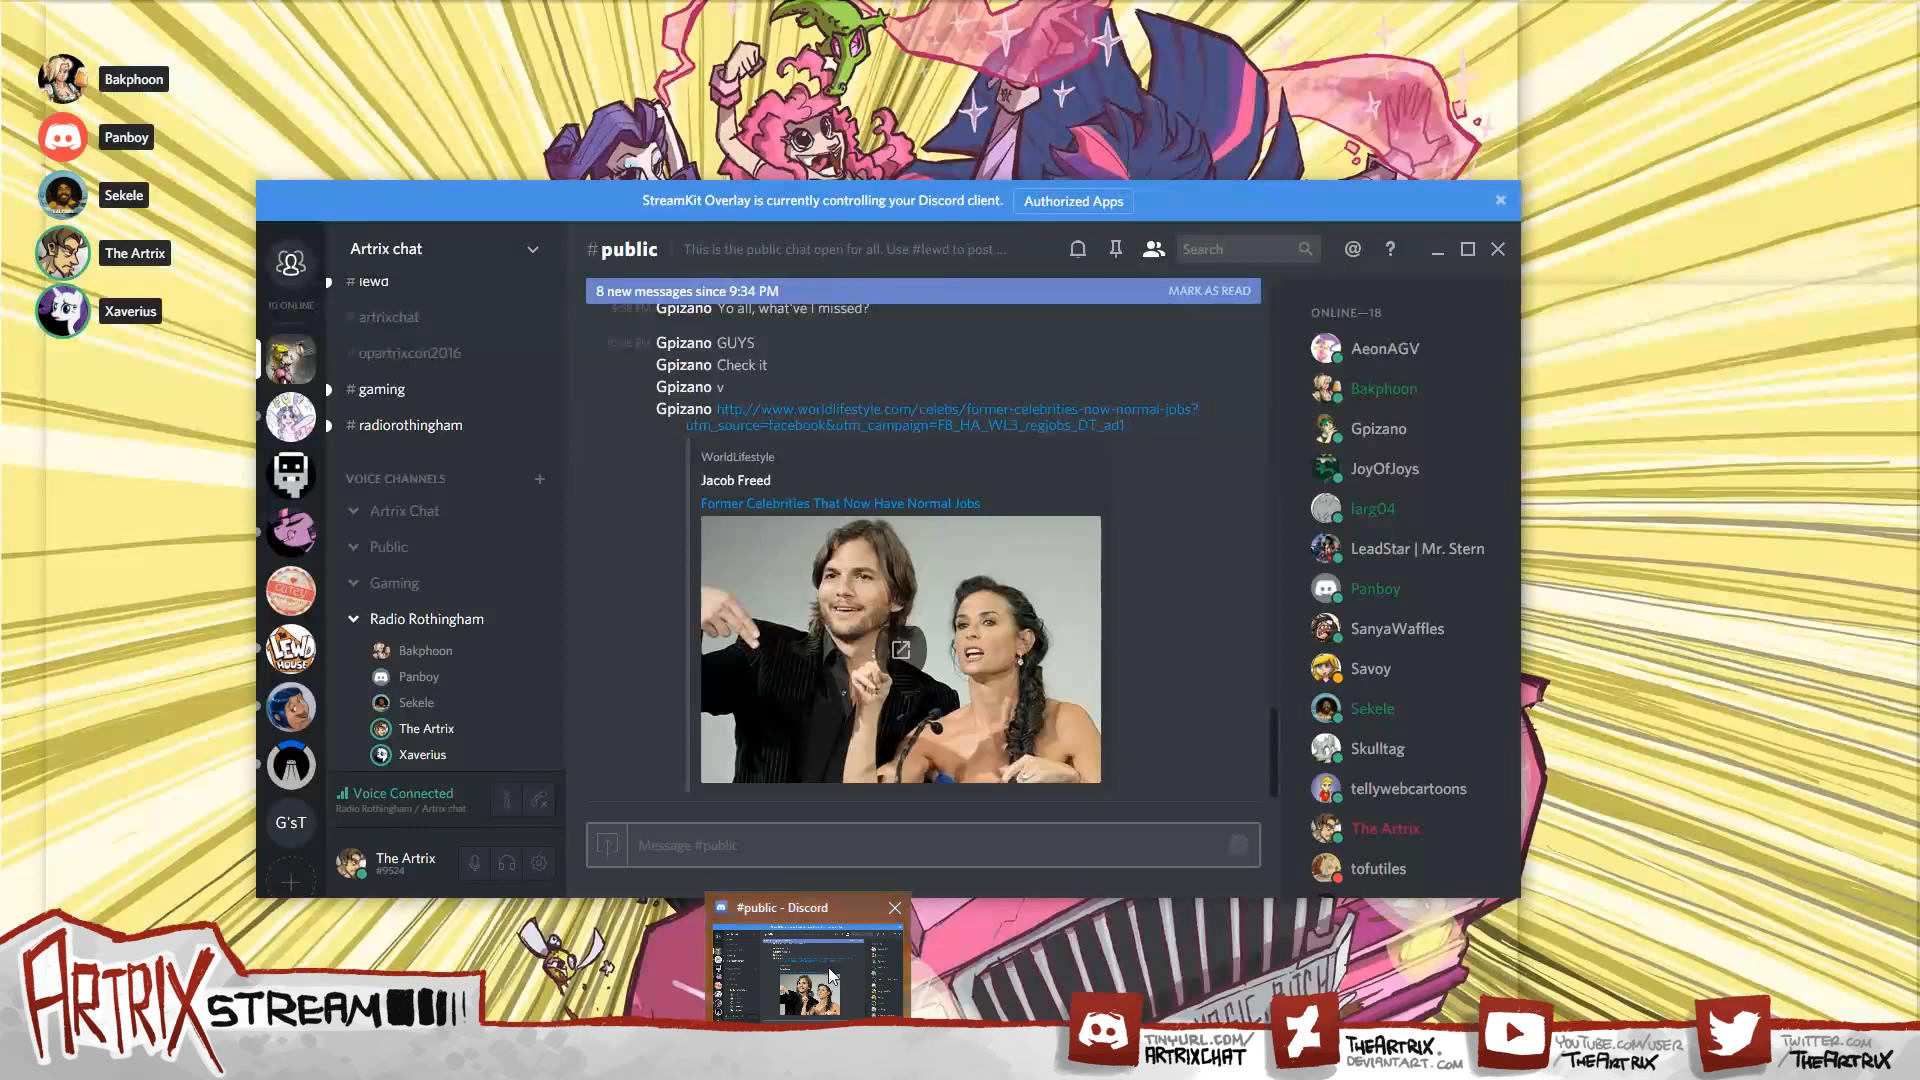 Bakphoon
Panboy
Sekele
The Artrix
Xaverius
StreamKit Overlay is currently controlling your Discord client.
Authorized Apps
Artrix chat
#public
This is the public chat open for all. Use #lewd to post ...
Search
10 ONLINE
# lewd
# artrixchat
# opartrixcon2016
# gaming
# radiorothingham
VOICE CHANNELS
Artrix Chat
Public
Gaming
Radio Rothingham
Bakphoon
Panboy
Sekele
The Artrix
Xaverius
Voice Connected
Radio Rothingham / Artrix chat
G'sT
The Artrix
#9524
8 new messages since 9:34 PM
MARK AS READ
Gpizano Yo all, what've I missed?
Gpizano GUYS
Gpizano Check it
Gpizano v
Gpizano http://www.worldlifestyle.com/celebs/former-celebrities-now-normal-jobs?
utm_source=facebook&utm_campaign=FB_HA_WL3_regjobs_DT_ad1
WorldLifestyle
Jacob Freed
Former Celebrities That Now Have Normal Jobs
Message #public
ONLINE—18
AeonAGV
Bakphoon
Gpizano
JoyOfJoys
larg04
LeadStar | Mr. Stern
Panboy
SanyaWaffles
Savoy
Sekele
Skulltag
tellywebcartoons
The Artrix
tofutiles
#public - Discord
CUTEY
LEWD
HOUSE
ARTRIX
STREAM
TINYURL.COM/
ARTRIXCHAT
THEARTRIX.
DEVIANTART.COM
YOUTUBE.COM/USER
THEARTRIX
TWITTER.COM
/THEARTRIX